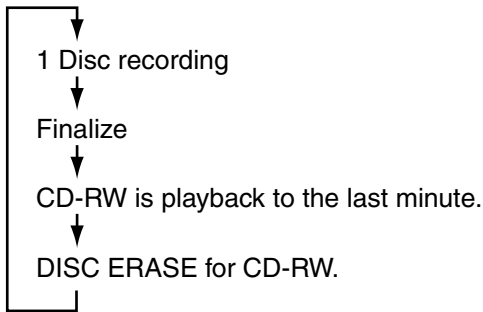 1 Disc recording
Finalize
CD-RW is playback to the last minute.
DISC ERASE for CD-RW.